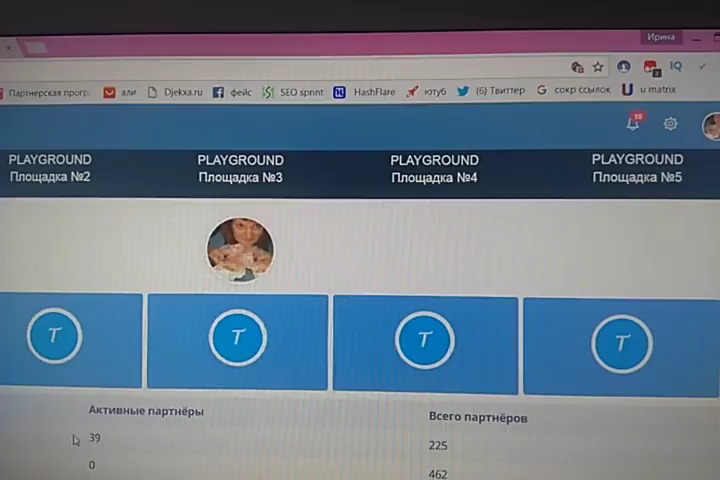 Ирина
IQ
2
Партнерская прогр
али
Djekxa.ru
фейс
SEO sprint
HashFlare
ютуб
(6) Твиттер
сокр ссылок
u matrix
10
PLAYGROUND
Площадка №2
PLAYGROUND
Площадка №3
PLAYGROUND
Площадка №4
PLAYGROUND
Площадка №5
T
T
T
T
Активные партнёры
Всего партнёров
39
225
0
462